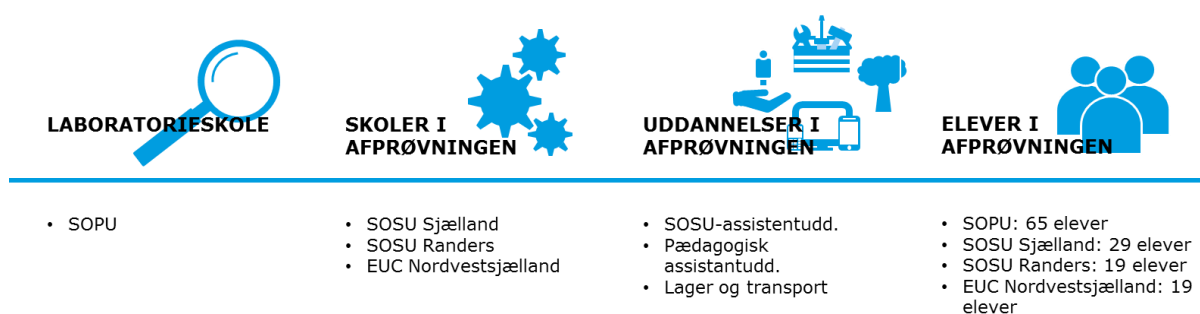 LABORATORIESKOLE
• SOPU
SKOLER I
AFPRØVNINGEN
• SOSU Sjælland
• SOSU Randers
• EUC Nordvestsjælland
UDDANNELSER I
AFPRØVNINGEN
• SOSU-assistentudd.
• Pædagogisk
assistantudd.
• Lager og transport
ELEVER I
AFPRØVNINGEN
• SOPU: 65 elever
• SOSU Sjælland: 29 elever
• SOSU Randers: 19 elever
• EUC Nordvestsjælland: 19
elever